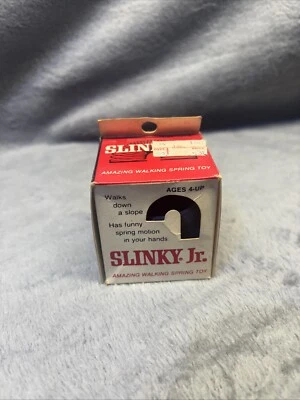 SLINKY
AMAZING WALKING SPRING TOY
AGES 4-UP
Walks
down
a slope
Has funny
spring motion
in your hands
SLINKY-Jr.
AMAZING WALKING SPRING TOY